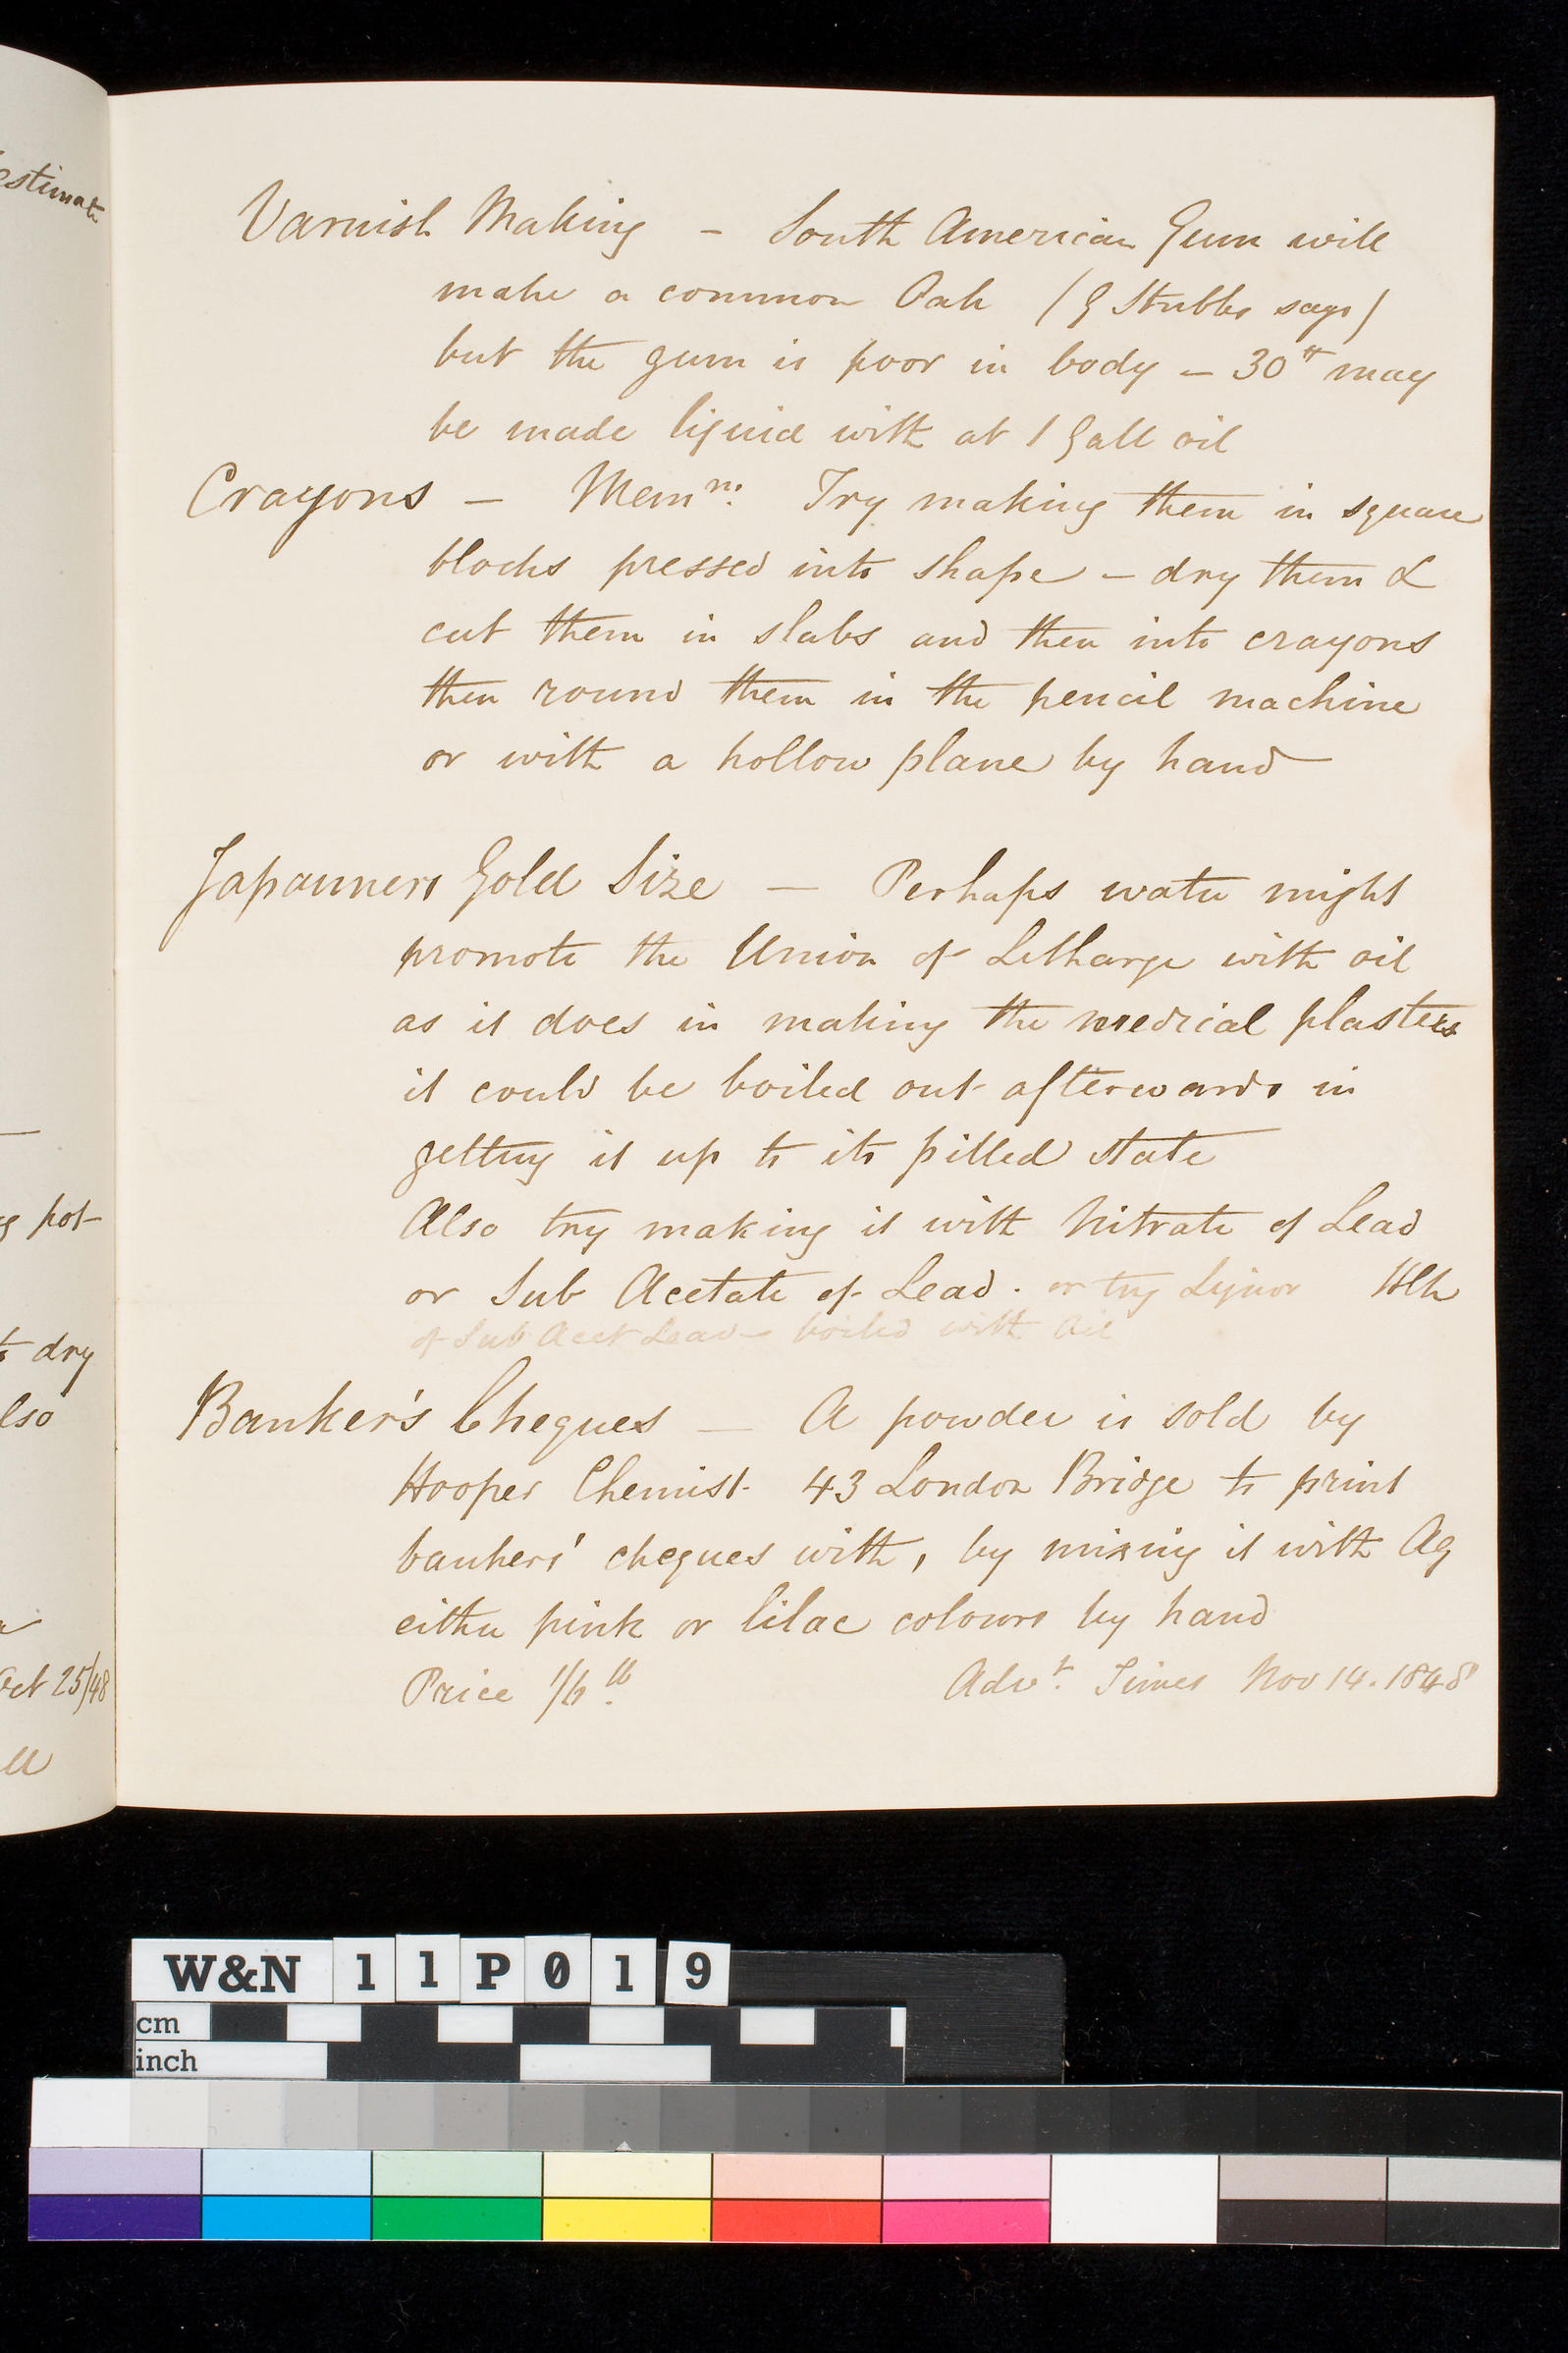 estimate
Varnish Making – South American Gum will
make a common Oak (G Stubbs says)
but the gum is poor in body – 30 lb may
be made liquid with at 1 Gall oil
Crayons – Mem m: Try making them in square
blocks pressed into shape – dry them &
cut them in slabs and then into crayons
then round them in the pencil machine
or with a hollow plane by hand
Japanners Gold Size – Perhaps water might
promote the Union of Litharge with oil
as it does in making the medical plasters
it could be boiled out afterwards in
getting it up to its pilled state
Also try making it with Nitrate of Lead
or Sub Acetate of Lead. or try Liquor
of Sub Acet Lead – boiled with Oil
Banker's Cheques – A powder is sold by
Hooper Chemist 43 London Bridge to print
bankers' cheques with, by mixing it with Aq
either pink or lilac colours by hand
Price 1/6 lb. Advt. Times Nov 14. 1848
pot
dry
lso
Oct 25/48
W&N 11P019
cm
inch